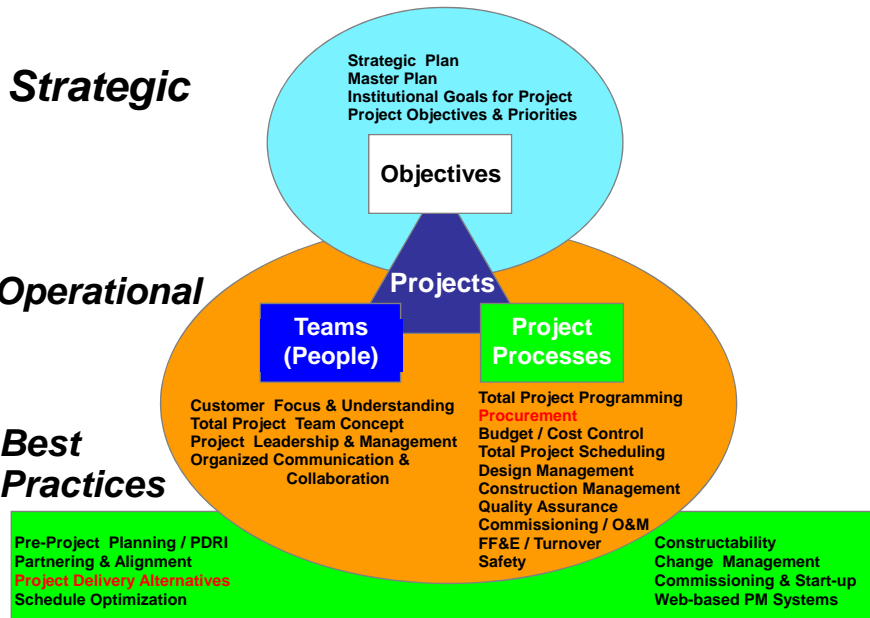 Strategic
Strategic Plan
Master Plan
Institutional Goals for Project
Project Objectives & Priorities
Objectives
Operational
Projects
Teams
(People)
Project
Processes
Customer Focus & Understanding
Total Project Team Concept
Project Leadership & Management
Organized Communication &
Collaboration
Total Project Programming
Procurement
Budget / Cost Control
Total Project Scheduling
Design Management
Construction Management
Quality Assurance
Commissioning / O&M
FF&E / Turnover
Safety
Best
Practices
Pre-Project Planning / PDRI
Partnering & Alignment
Project Delivery Alternatives
Schedule Optimization
Constructability
Change Management
Commissioning & Start-up
Web-based PM Systems